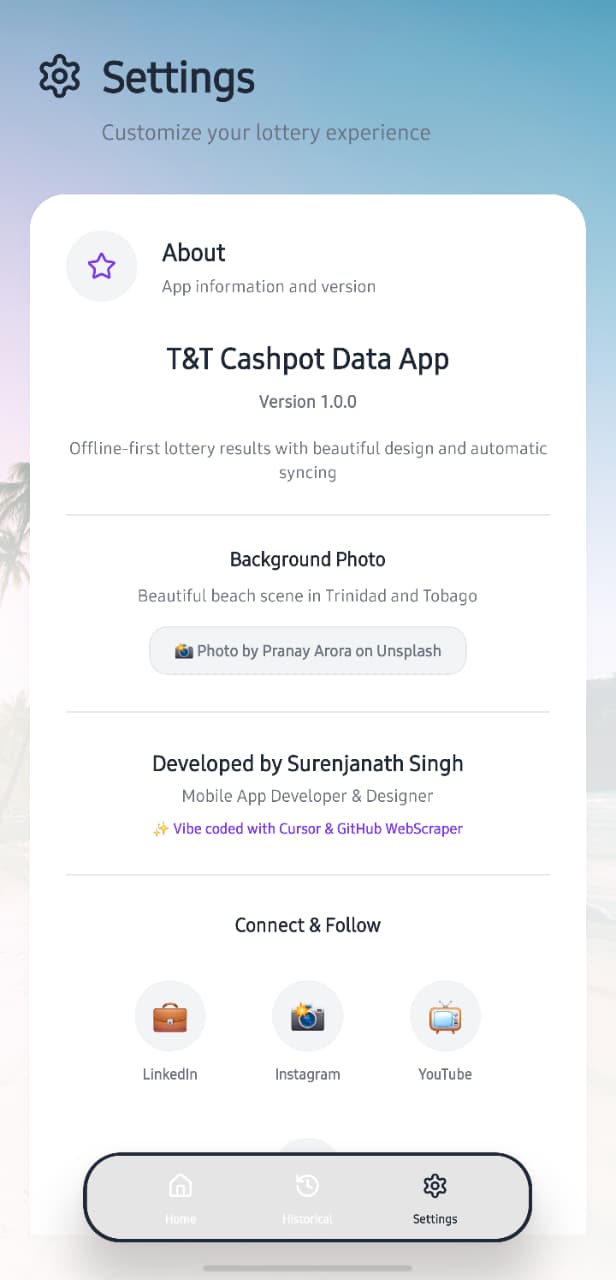 Settings
Customize your lottery experience
About
App information and version
T&T Cashpot Data App
Version 1.0.0
Offline-first lottery results with beautiful design and automatic
syncing
Background Photo
Beautiful beach scene in Trinidad and Tobago
📸 Photo by Pranay Arora on Unsplash
Developed by Surenjanath Singh
Mobile App Developer & Designer
✨ Vibe coded with Cursor & GitHub WebScraper
Connect & Follow
LinkedIn Instagram YouTube
Home Historical Settings